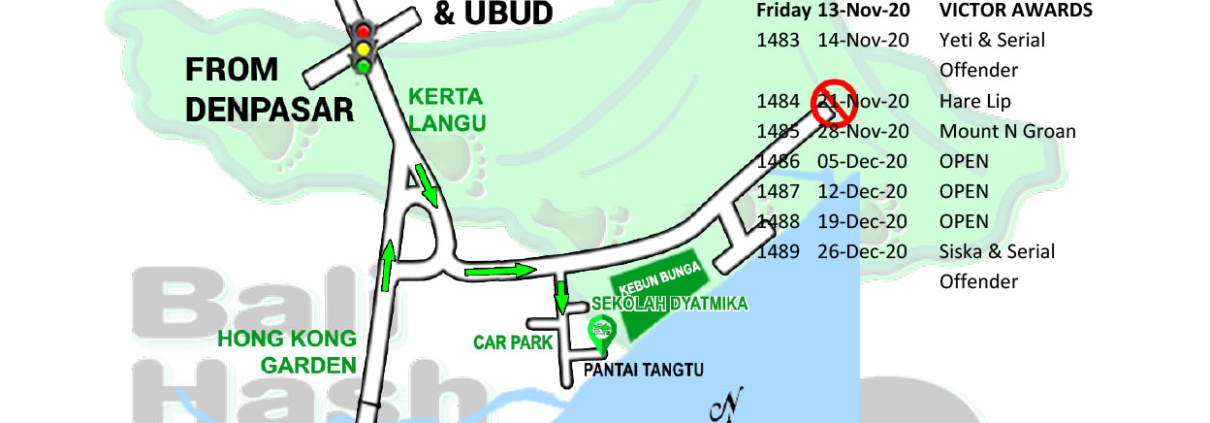 & UBUD
FROM
DENPASAR
KERTA
LANGU
Friday 13-Nov-20 VICTOR AWARDS
1483 14-Nov-20 Yeti & Serial
Offender
1484 21-Nov-20 Hare Lip
1485 28-Nov-20 Mount N Groan
1486 05-Dec-20 OPEN
1487 12-Dec-20 OPEN
1488 19-Dec-20 OPEN
1489 26-Dec-20 Siska & Serial
Offender
KEBUN BUNGA
SEKOLAH DYATMIKA
CAR PARK
PANTAI TANGTU
HONG KONG
GARDEN
Bali
Hash
N